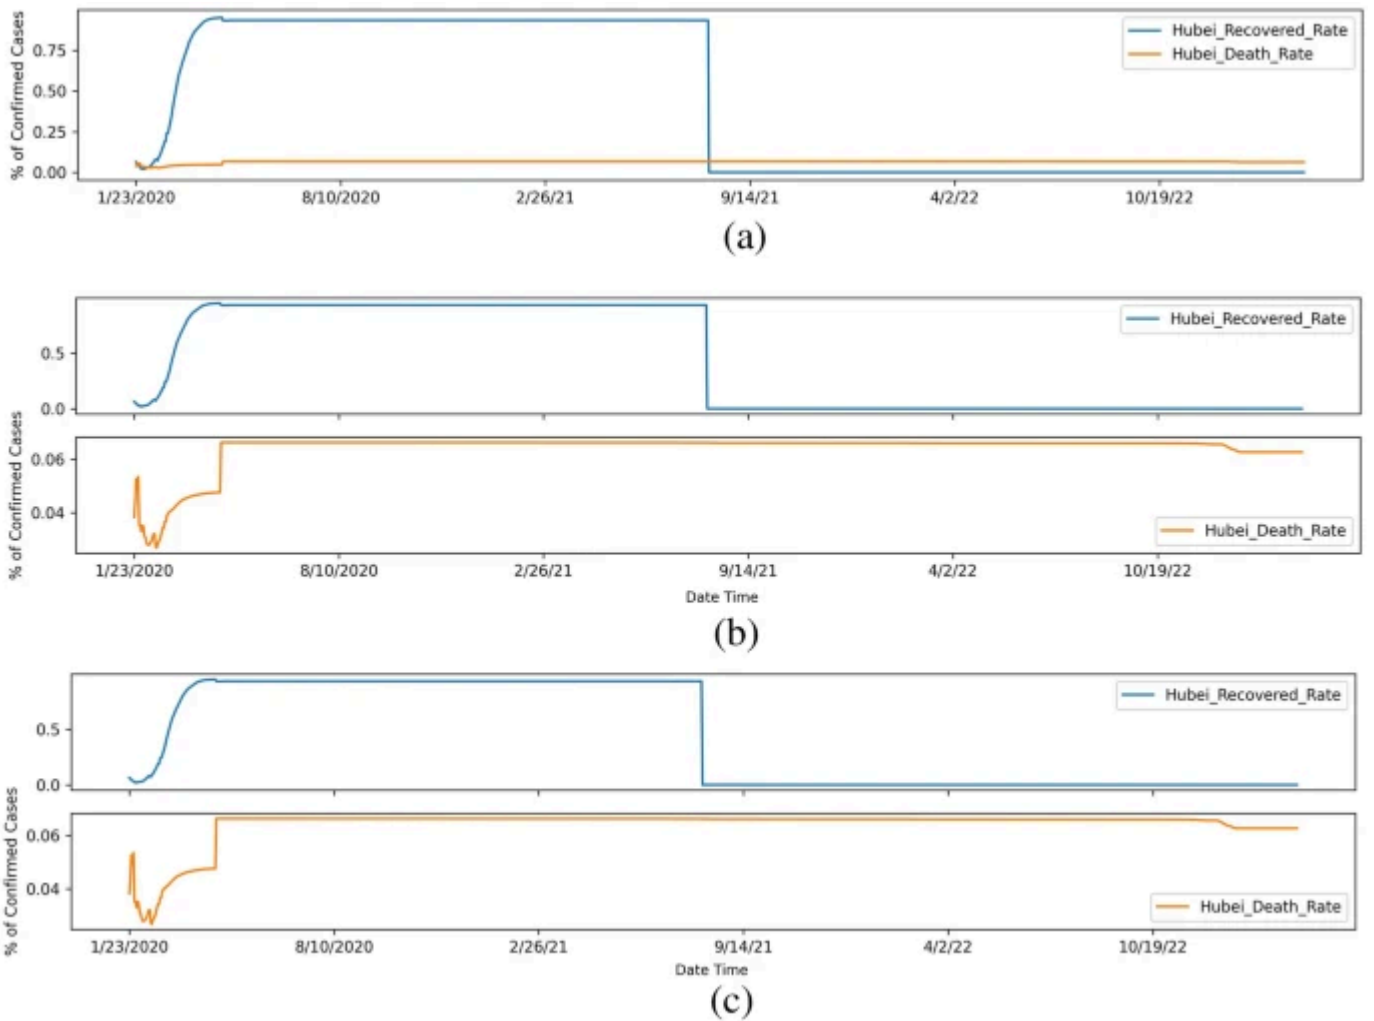 % of Confirmed Cases
0.75
0.50
0.25
0.00
Hubei_Recovered_Rate
Hubei_Death_Rate
1/23/2020 8/10/2020 2/26/21 9/14/21 4/2/22 10/19/22
(a)
% of Confirmed Cases
0.5
0.0
Hubei_Recovered_Rate
0.06
0.04
Hubei_Death_Rate
1/23/2020 8/10/2020 2/26/21 9/14/21 4/2/22 10/19/22
Date Time
(b)
% of Confirmed Cases
0.5
0.0
Hubei_Recovered_Rate
0.06
0.04
Hubei_Death_Rate
1/23/2020 8/10/2020 2/26/21 9/14/21 4/2/22 10/19/22
Date Time
(c)